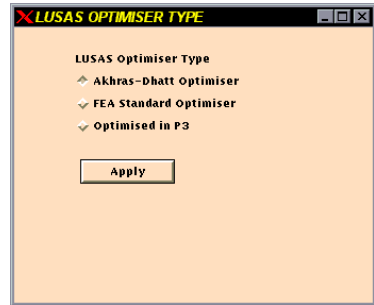 LUSAS OPTIMISER TYPE
LUSAS Optimiser Type
Akhras-Dhatt Optimiser
FEA Standard Optimiser
Optimised in P3
Apply